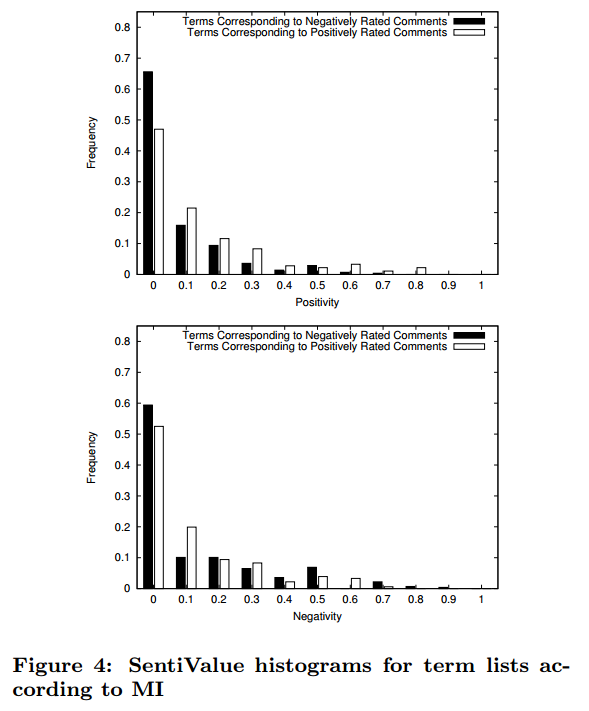 Terms Corresponding to Negatively Rated Comments
Terms Corresponding to Positively Rated Comments
0.8
0.7
0.6
0.5
0.4
0.3
0.2
0.1
0
Frequency
0 0.1 0.2 0.3 0.4 0.5 0.6 0.7 0.8 0.9 1
Positivity
Terms Corresponding to Negatively Rated Comments
Terms Corresponding to Positively Rated Comments
0.8
0.7
0.6
0.5
0.4
0.3
0.2
0.1
0
Frequency
0 0.1 0.2 0.3 0.4 0.5 0.6 0.7 0.8 0.9 1
Negativity
Figure 4: SentiValue histograms for term lists ac-
cording to MI